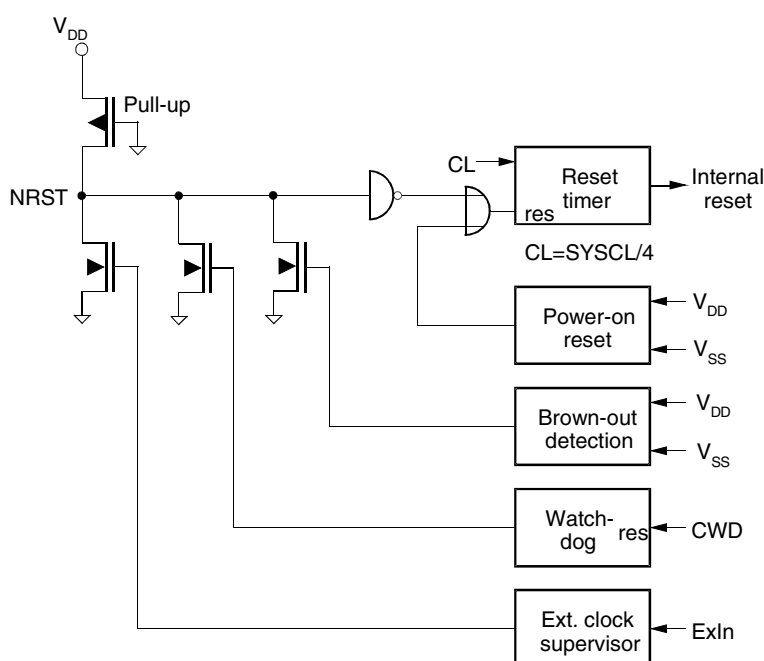 VDD
Pull-up
NRST
CL
Reset
timer
res
Internal
reset
CL=SYSCL/4
Power-on
reset
VDD
VSS
Brown-out
detection
VDD
VSS
Watch-
dog
res
CWD
Ext. clock
supervisor
ExIn